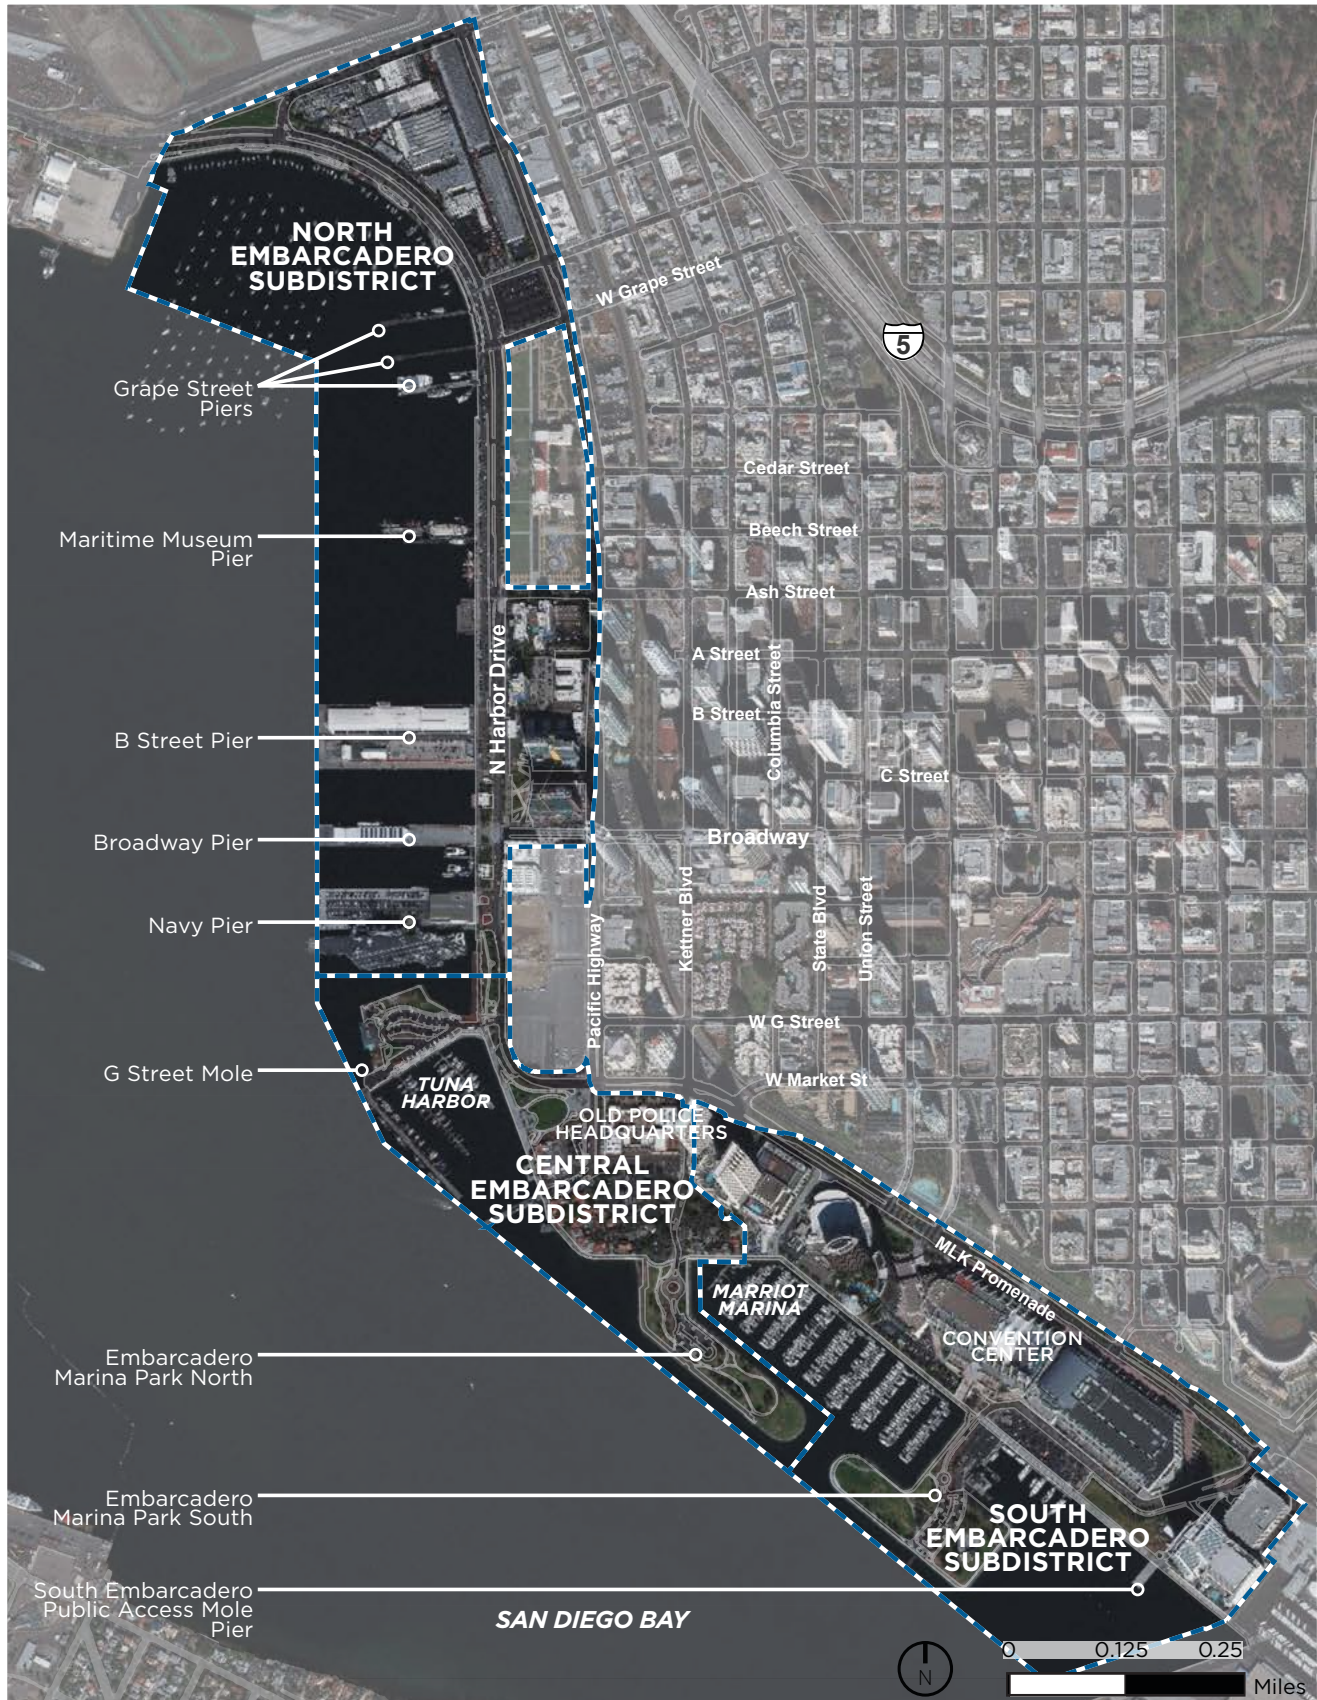 NORTH
EMBARCADERO
SUBDISTRICT
W Grape Street
5
Grape Street
Piers
Cedar Street
Maritime Museum
Pier
Beech Street
Ash Street
N Harbor Drive
A Street
Columbia Street
B Street
B Street Pier
C Street
Broadway Pier
Broadway
Kettner Blvd
State Blvd
Union Street
Navy Pier
Pacific Highway
W G Street
G Street Mole
TUNA
HARBOR
W Market St
OLD POLICE
HEADQUARTERS
CENTRAL
EMBARCADERO
SUBDISTRICT
MLK Promenade
MARRIOT
MARINA
CONVENTION
CENTER
Embarcadero
Marina Park North
Embarcadero
Marina Park South
SOUTH
EMBARCADERO
SUBDISTRICT
South Embarcadero
Public Access Mole
Pier
SAN DIEGO BAY
N
0 0.125 0.25
Miles